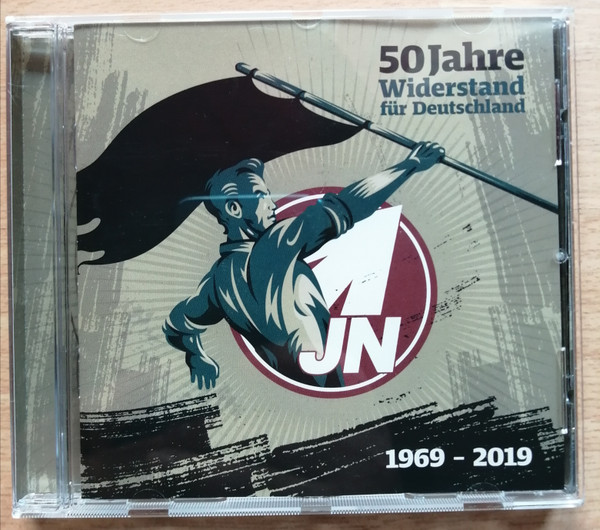 50 Jahre
Widerstand
für Deutschland
JN
1969 - 2019